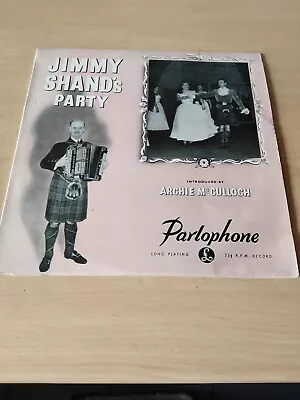 JIMMY
SHAND'S
PARTY
INTRODUCED BY
ARCHIE McCULLOCH
Parlophone
LONG PLAYING
£
33⅓ R.P.M. RECORD